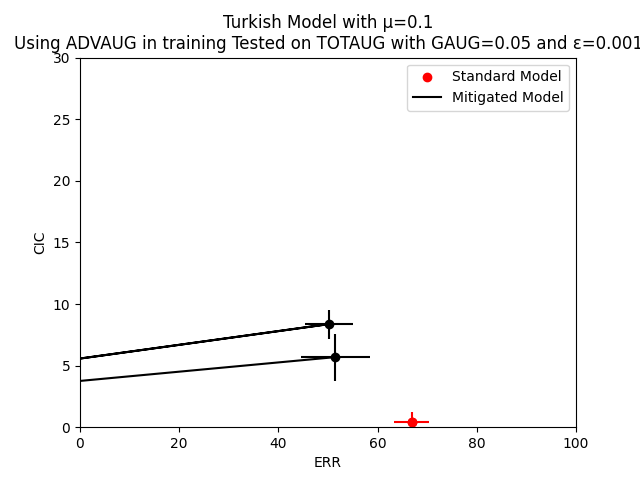 Turkish Model with μ=0.1
Using ADVAUG in training Tested on TOTAUG with GAUG=0.05 and ε=0.001
30
25
20
15
10
5
0
CIC
Standard Model
Mitigated Model
0 20 40 60 80 100
ERR